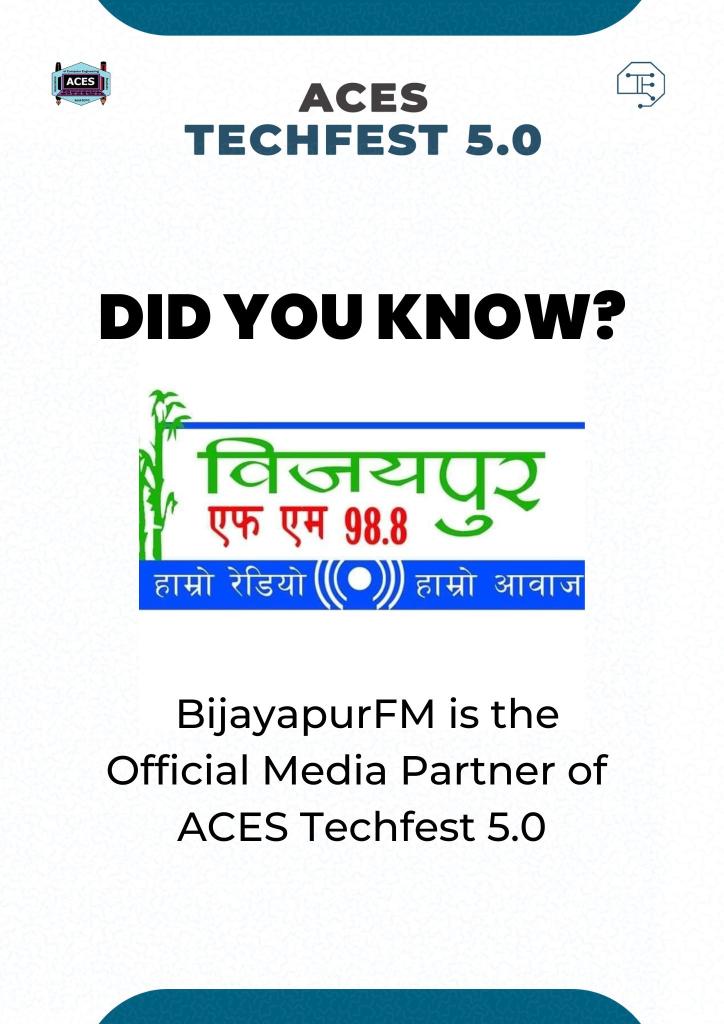 ACES
ACES
TECHFEST 5.0
DID YOU KNOW?
विजयपुर
एफ एम 98.8
हाम्रो रेडियो हाम्रो आवाज
BijayapurFM is the
Official Media Partner of
ACES Techfest 5.0